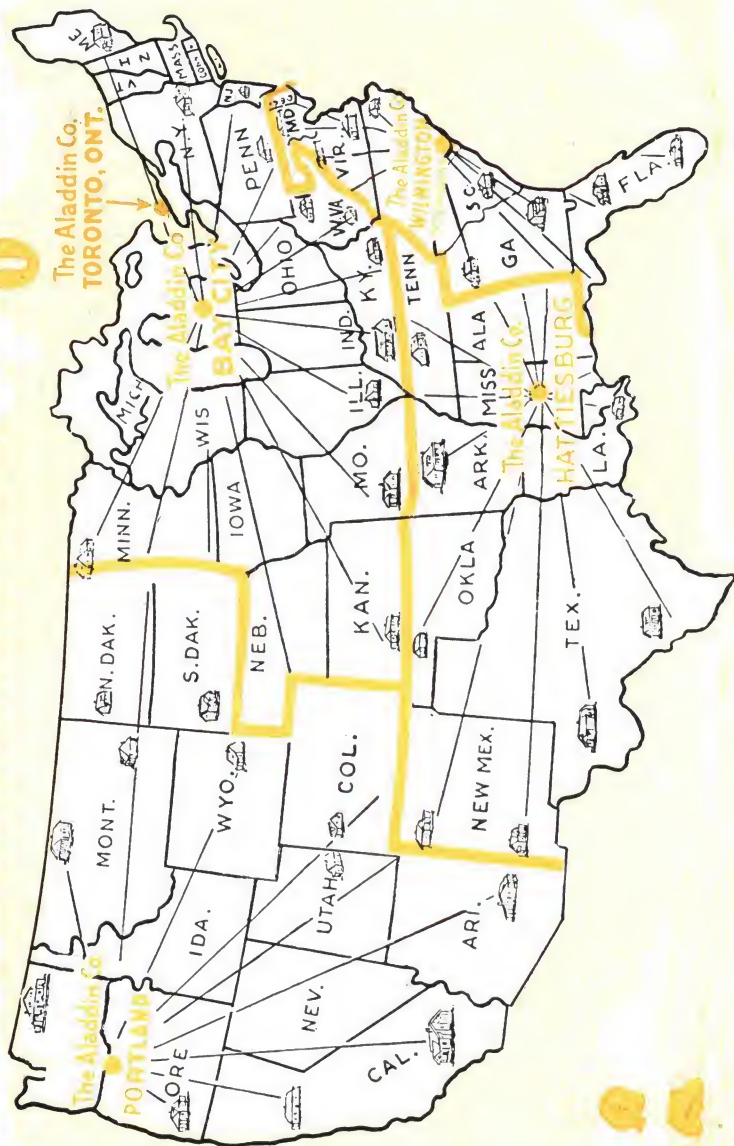 The Aladdin Co.
PORTLAND
ORE
CAL.
NEV.
IDA.
MONT.
WYO.
UTAH
ARI.
COL.
NEW MEX.
N. DAK.
S. DAK.
NEB.
KAN.
OKLA
TEX.
MINN.
IOWA
MO.
ARK.
LA.
WIS
MICH
ILL.
IND.
OHIO
KY.
TENN
MISS
ALA
GA
FLA.
S.C.
W.VA
VIR.
MD.
PENN
N.J.
N.Y.
MASS
ME
The Aladdin Co.
BAY CITY
The Aladdin Co.
TORONTO, ONT.
The Aladdin Co.
WILMINGTON
The Aladdin Co.
HATTIESBURG